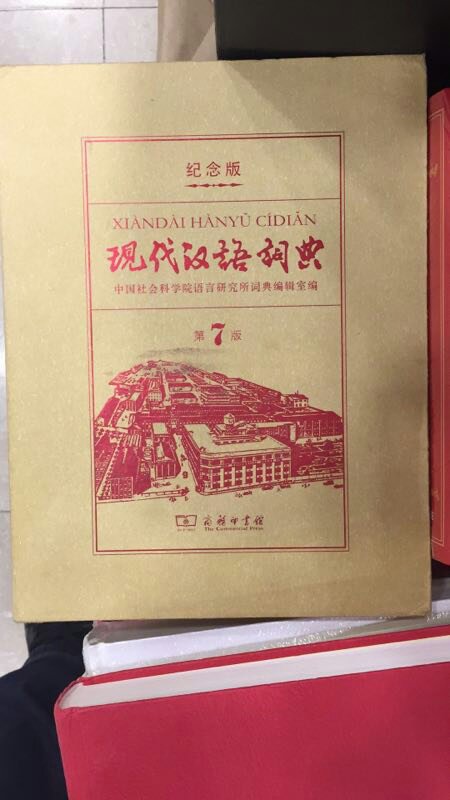 纪念版
XIÀNDÀI HÀNYǓ CÍDIǍN
现代汉语词典
中国社会科学院语言研究所词典编辑室编
第7版
商务印书馆
The Commercial Press